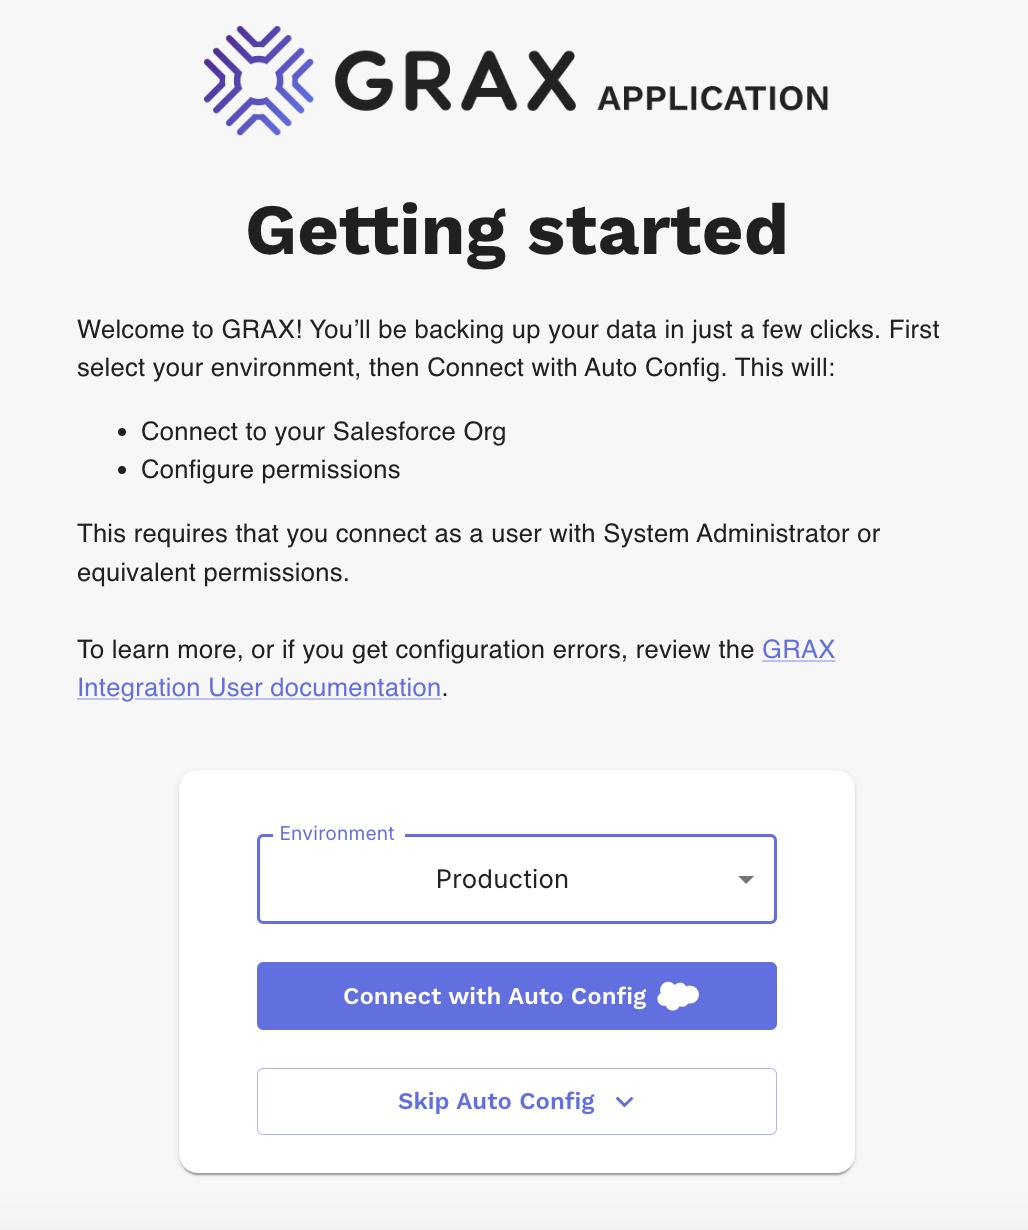 GRAX APPLICATION
Getting started
Welcome to GRAX! You’ll be backing up your data in just a few clicks. First
select your environment, then Connect with Auto Config. This will:
• Connect to your Salesforce Org
• Configure permissions
This requires that you connect as a user with System Administrator or
equivalent permissions.
To learn more, or if you get configuration errors, review the GRAX
Integration User documentation.
Environment
Production
Connect with Auto Config
Skip Auto Config